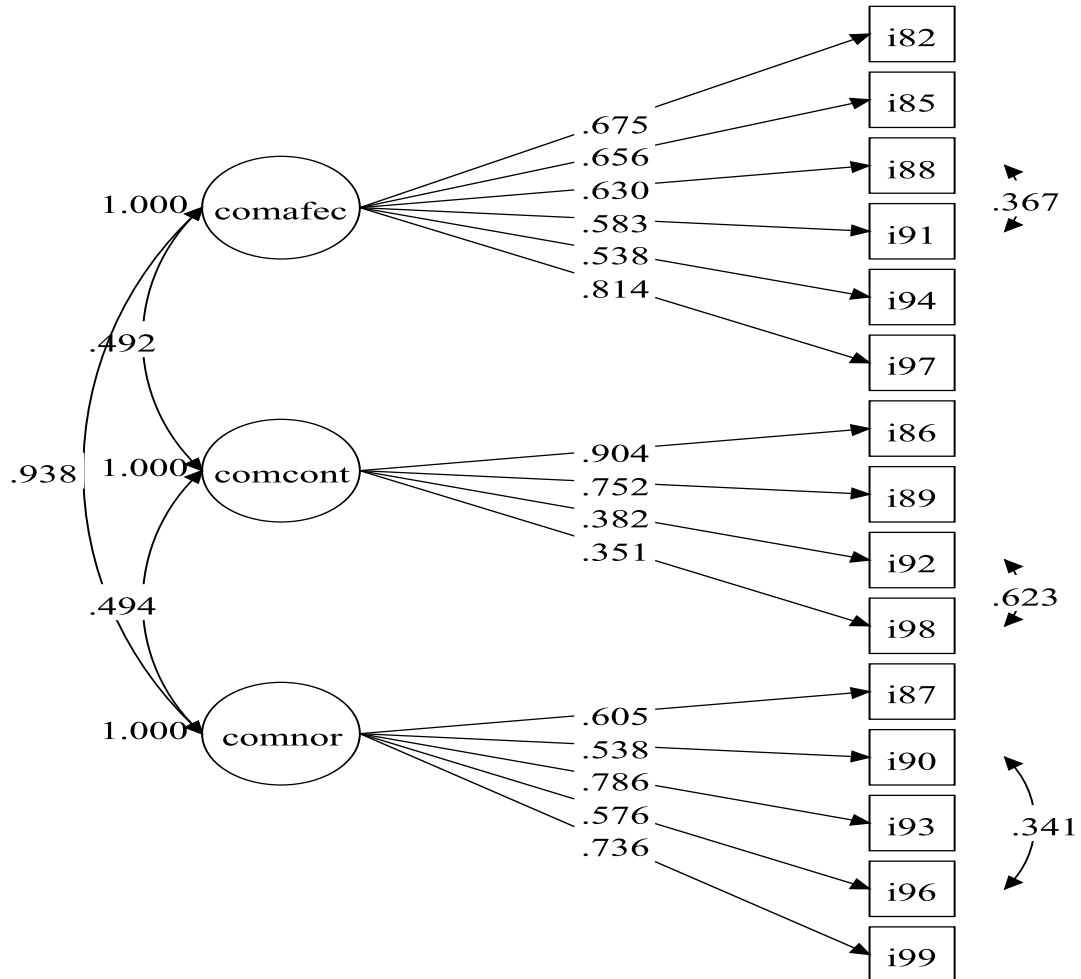 i82
i85
.675
.656
i88
.630
1.000
comafec
.367
.583
i91
.538
.814
i94
.492
i97
i86
.904
1.000
comcont
.938
.752
i89
.382
.351
i92
.623
.494
i98
i87
.605
1.000
comnor
.538
i90
.786
.576
i93
.341
.736
i96
i99